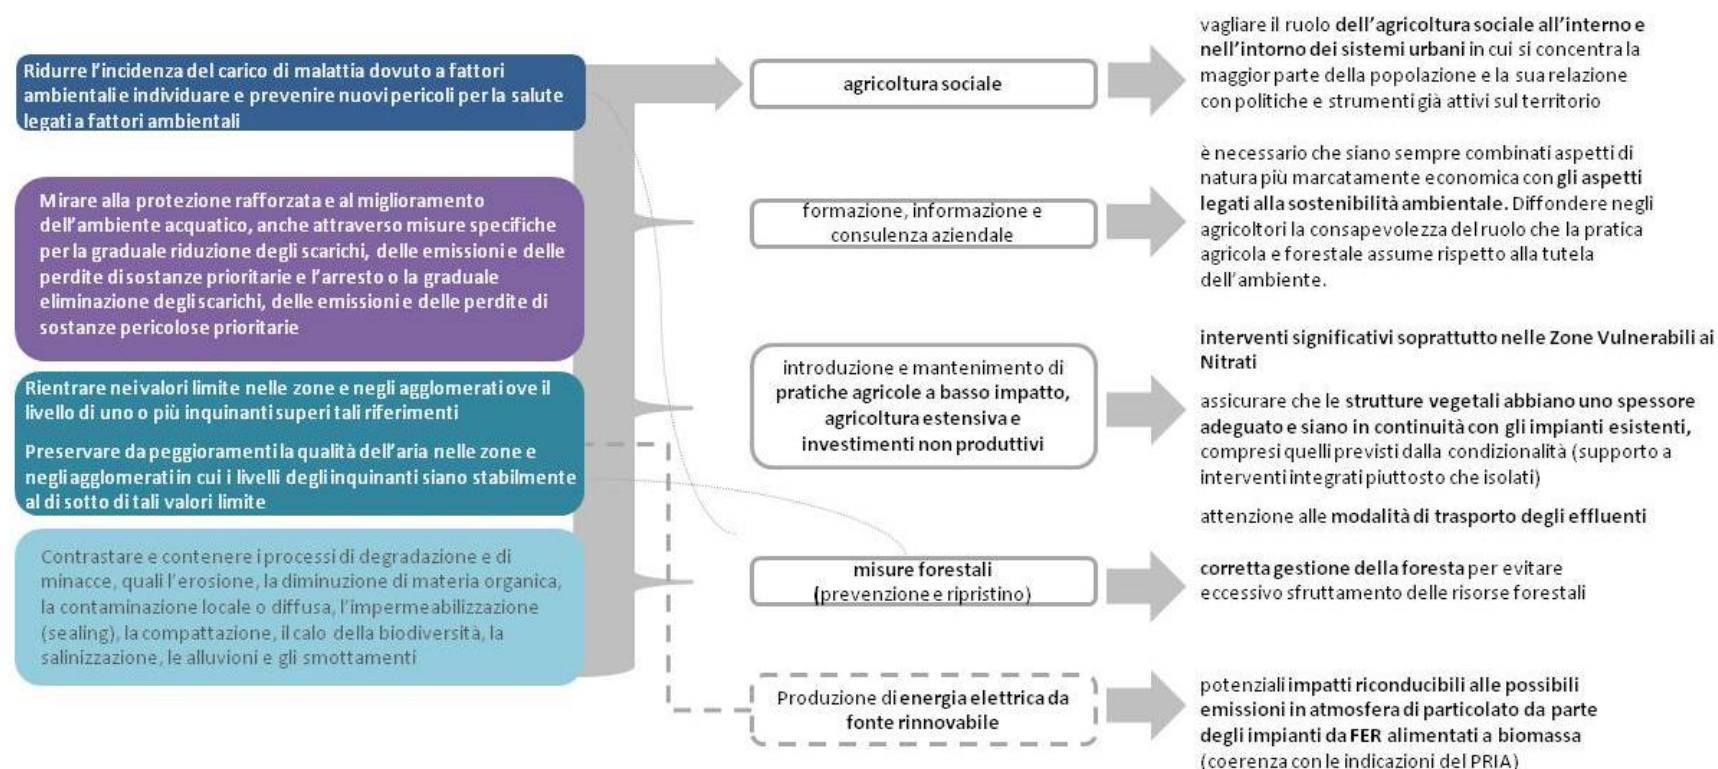 Ridurre l'incidenza del carico di malattia dovuto a fattori
ambientali e individuare e prevenire nuovi pericoli per la salute
legati a fattori ambientali
Mirare alla protezione rafforzata e al miglioramento
dell'ambiente acquatico, anche attraverso misure specifiche
per la graduale riduzione degli scarichi, delle emissioni e delle
perdite di sostanze prioritarie e l'arresto o la graduale
eliminazione degli scarichi, delle emissioni e delle perdite di
sostanze pericolose prioritarie
Rientrare nei valori limite nelle zone e negli agglomerati ove il
livello di uno o più inquinanti superi tali riferimenti
Preservare da peggioramenti la qualità dell'aria nelle zone e
negli agglomerati in cui i livelli degli inquinanti siano stabilmente
al di sotto di tali valori limite
Contrastare e contenere i processi di degradazione e di
minacce, quali l'erosione, la diminuzione di materia organica,
la contaminazione locale o diffusa, l'impermeabilizzazione
(sealing), la compattazione, il calo della biodiversità, la
salinizzazione, le alluvioni e gli smottamenti
agricoltura sociale
formazione, informazione e
consulenza aziendale
introduzione e mantenimento di
pratiche agricole a basso impatto,
agricoltura estensiva e
investimenti non produttivi
misure forestali
(prevenzione e ripristino)
Produzione di energia elettrica da
fonte rinnovabile
vagliare il ruolo dell'agricoltura sociale all'interno e
nell'intorno dei sistemi urbani in cui si concentra la
maggior parte della popolazione e la sua relazione
con politiche e strumenti già attivi sul territorio
è necessario che siano sempre combinati aspetti di
natura più marcatamente economica con gli aspetti
legati alla sostenibilità ambientale. Diffondere negli
agricoltori la consapevolezza del ruolo che la pratica
agricola e forestale assume rispetto alla tutela
dell'ambiente.
interventi significativi soprattutto nelle Zone Vulnerabili ai
Nitrati
assicurare che le strutture vegetali abbiano uno spessore
adeguato e siano in continuità con gli impianti esistenti,
compresi quelli previsti dalla condizionalità (supporto a
interventi integrati piuttosto che isolati)
attenzione alle modalità di trasporto degli effluenti
corretta gestione della foresta per evitare
eccessivo sfruttamento delle risorse forestali
potenziali impatti riconducibili alle possibili
emissioni in atmosfera di particolato da parte
degli impianti da FER alimentati a biomassa
(coerenza con le indicazioni del PRIA)